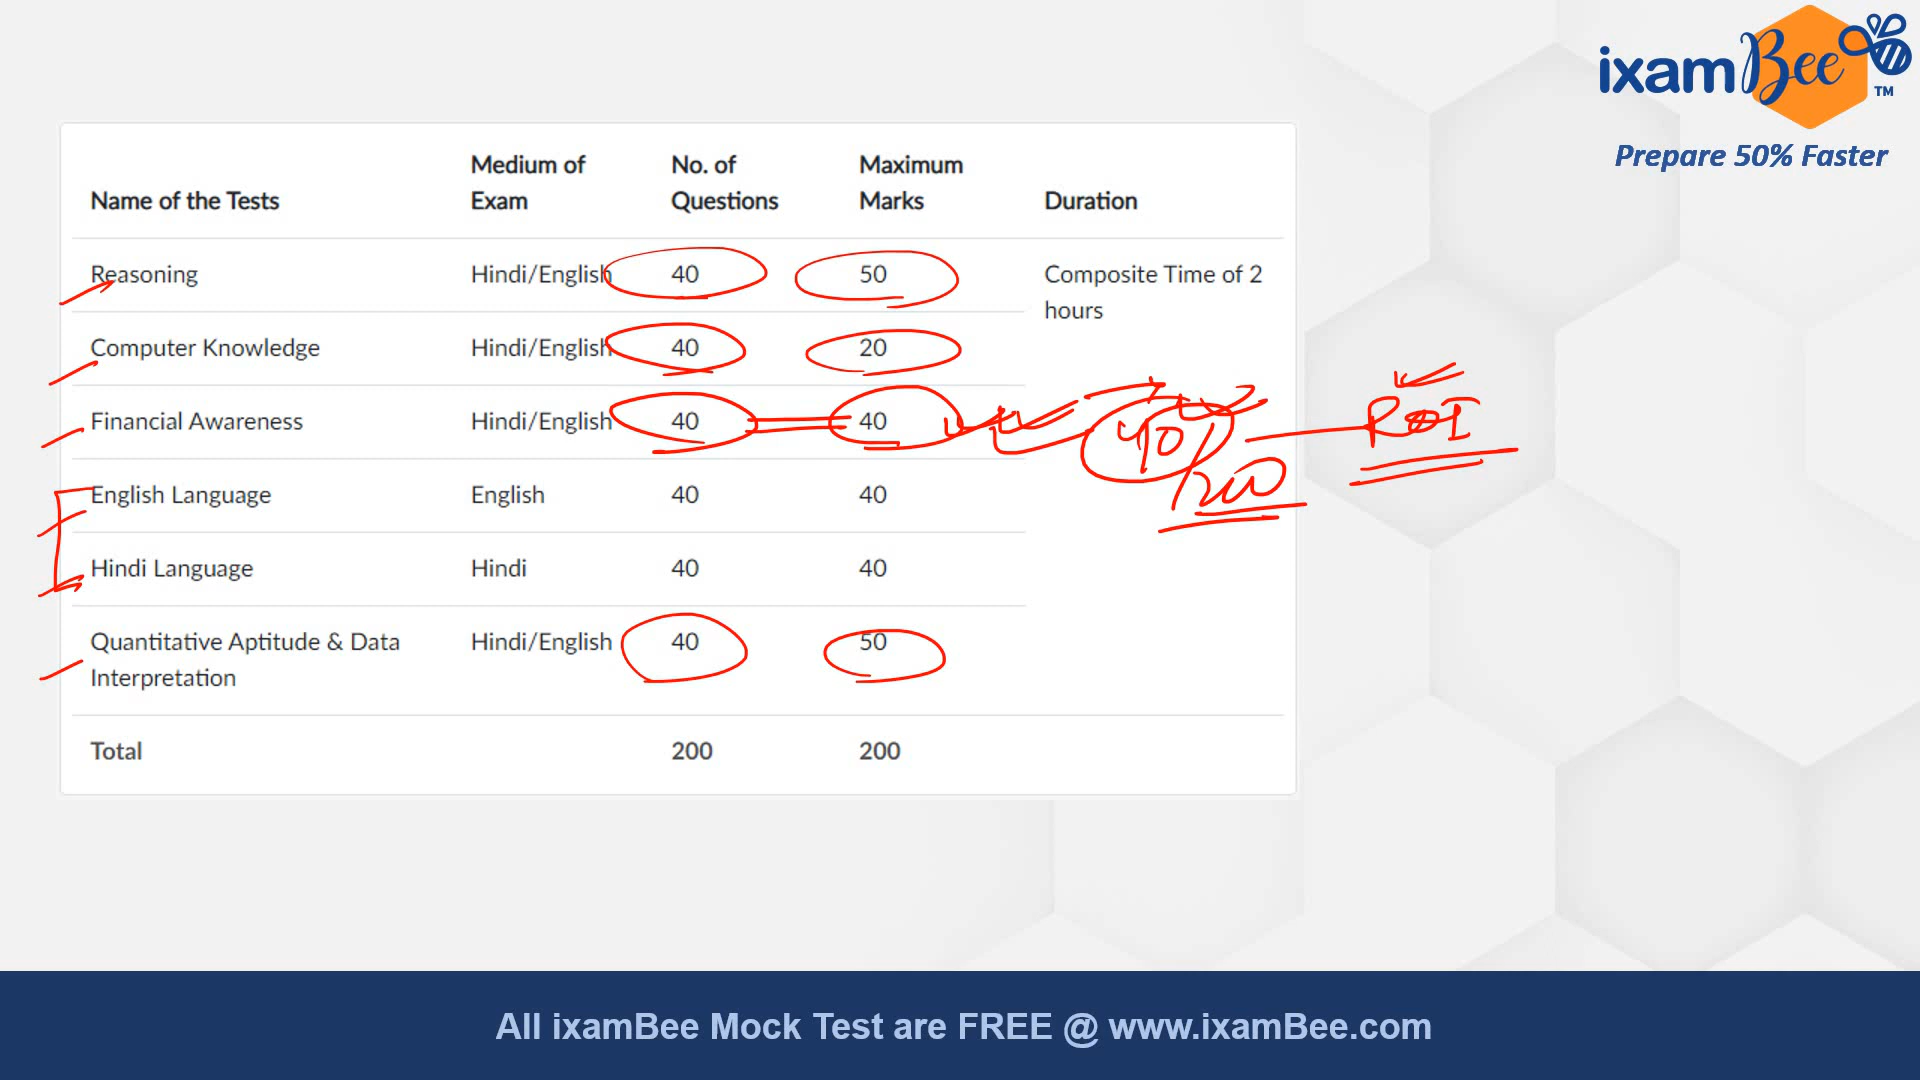 ixamBee
TM
Prepare 50% Faster
Name of the Tests Medium of Exam No. of Questions Maximum Marks Duration
Reasoning Hindi/English 40 50 Composite Time of 2 hours
Computer Knowledge Hindi/English 40 20
Financial Awareness Hindi/English 40 40
40/200
ROI
English Language English 40 40
Hindi Language Hindi 40 40
Quantitative Aptitude & Data Interpretation Hindi/English 40 50
Total 200 200
All ixamBee Mock Test are FREE @ www.ixamBee.com